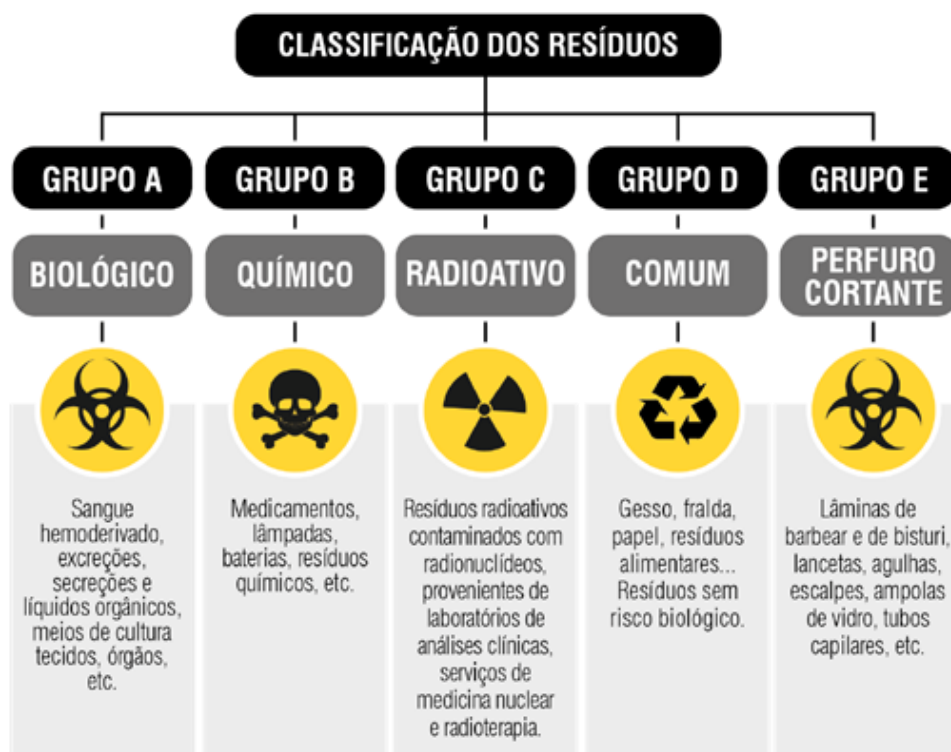 CLASSIFICAÇÃO DOS RESÍDUOS
GRUPO A
BIOLÓGICO
Sangue
hemoderivado,
excreções,
secreções e
líquidos orgânicos,
meios de cultura
tecidos, órgãos,
etc.
GRUPO B
QUÍMICO
Medicamentos,
lâmpadas,
baterias, resíduos
químicos, etc.
GRUPO C
RADIOATIVO
Resíduos radioativos
contaminados com
radionuclídeos,
provenientes de
laboratórios de
análises clínicas,
serviços de
medicina nuclear
e radioterapia.
GRUPO D
COMUM
Gesso, fralda,
papel, resíduos
alimentares...
Resíduos sem
risco biológico.
GRUPO E
PERFURO
CORTANTE
Lâminas de
barbear e de bisturi,
lancetas, agulhas,
escalpes, ampolas
de vidro, tubos
capilares, etc.